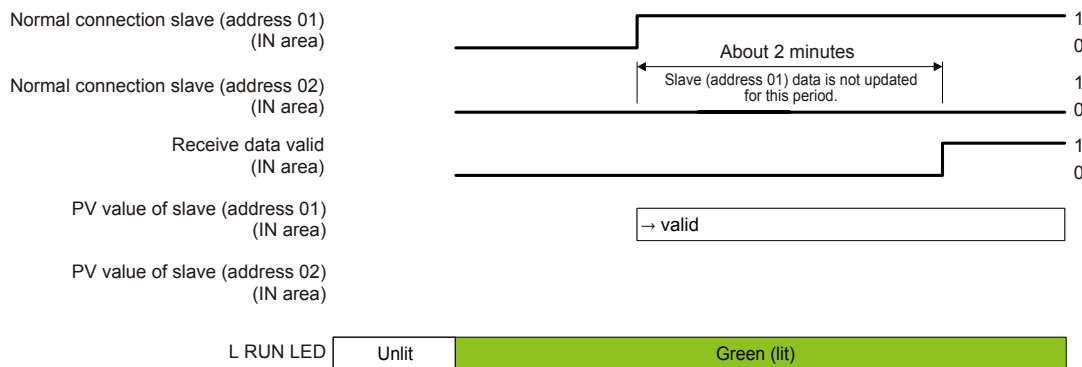 Normal connection slave (address 01)
(IN area)
1
0
About 2 minutes
Slave (address 01) data is not updated
for this period.
Normal connection slave (address 02)
(IN area)
1
0
Receive data valid
(IN area)
1
0
PV value of slave (address 01)
(IN area)
→ valid
PV value of slave (address 02)
(IN area)
L RUN LED
Unlit
Green (lit)